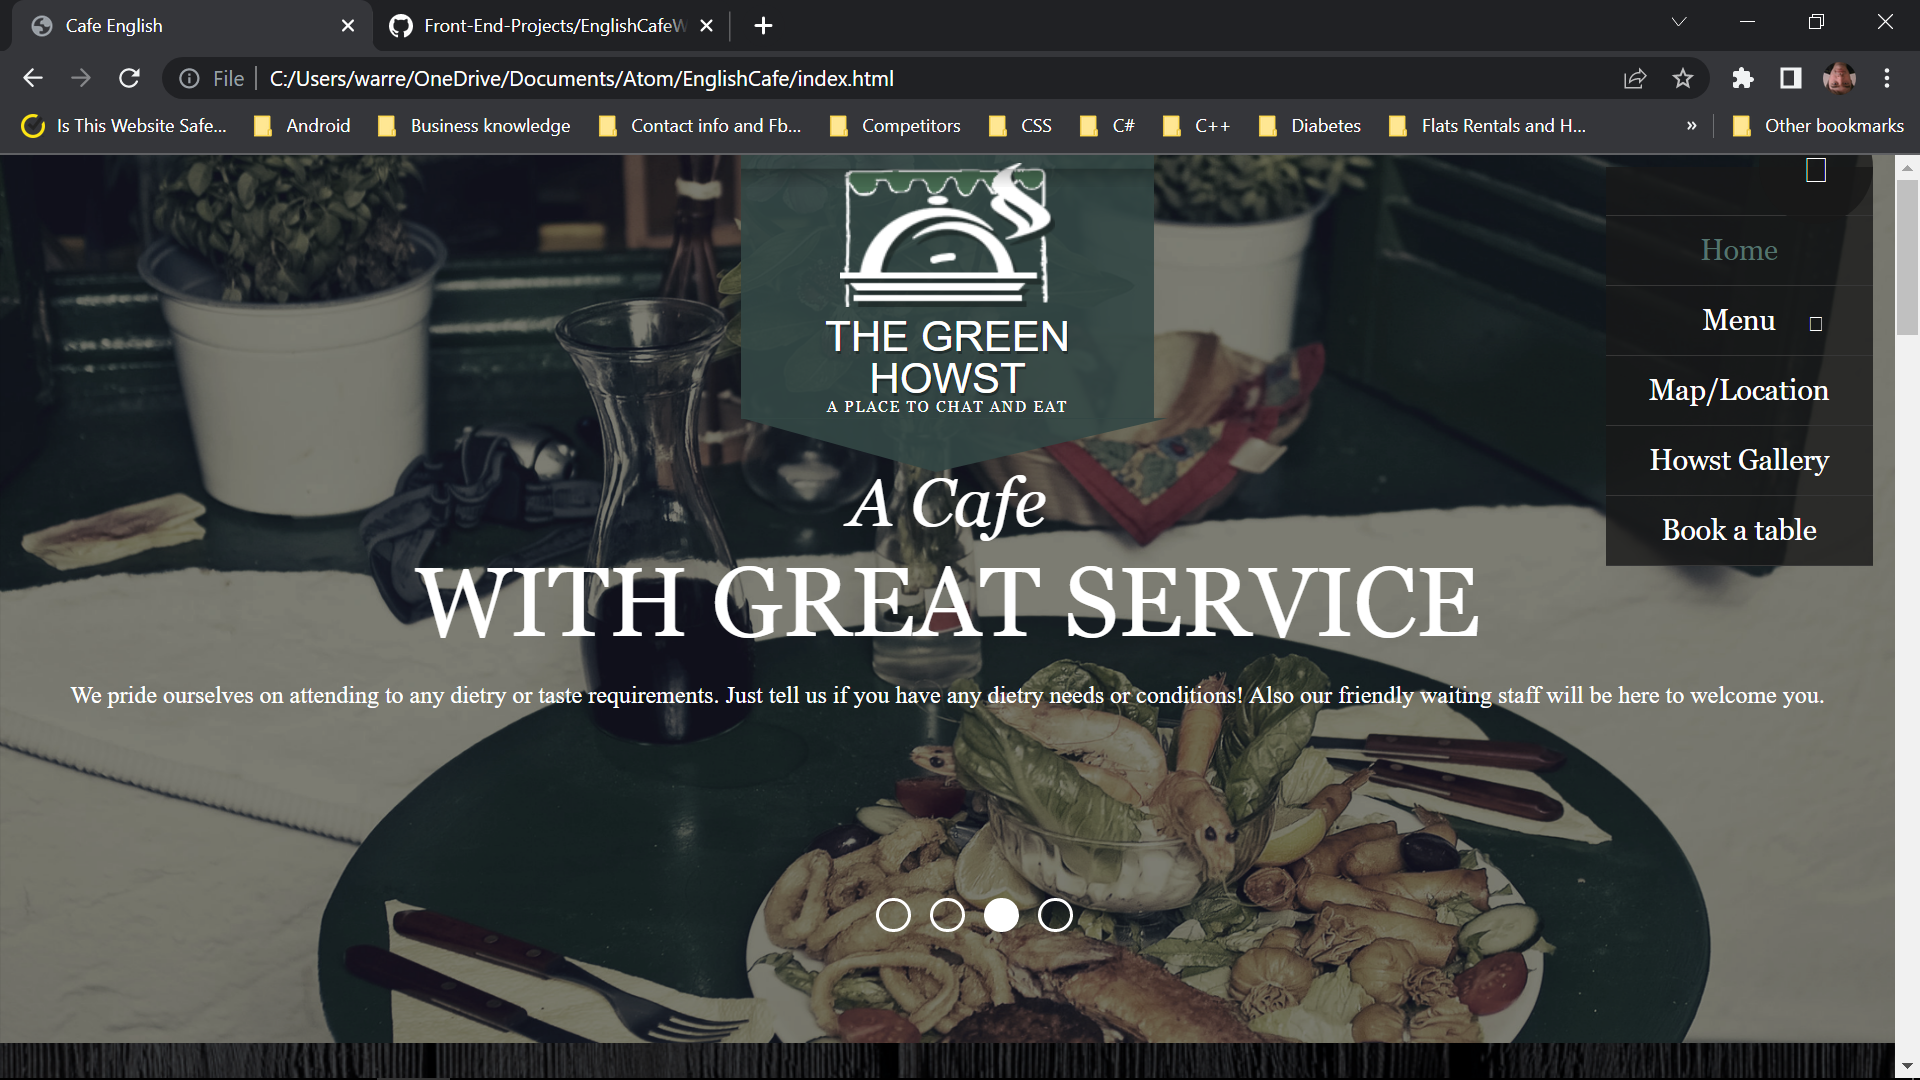 Cafe English
Front-End-Projects/EnglishCafeW
File
C:/Users/warre/OneDrive/Documents/Atom/EnglishCafe/index.html
Is This Website Safe...
Android
Business knowledge
Contact info and Fb...
Competitors
CSS
C#
C++
Diabetes
Flats Rentals and H...
»
Other bookmarks
THE GREEN
HOWST
A PLACE TO CHAT AND EAT
Home
Menu
Map/Location
Howst Gallery
Book a table
A Cafe
WITH GREAT SERVICE
We pride ourselves on attending to any dietry or taste requirements. Just tell us if you have any dietry needs or conditions! Also our friendly waiting staff will be here to welcome you.